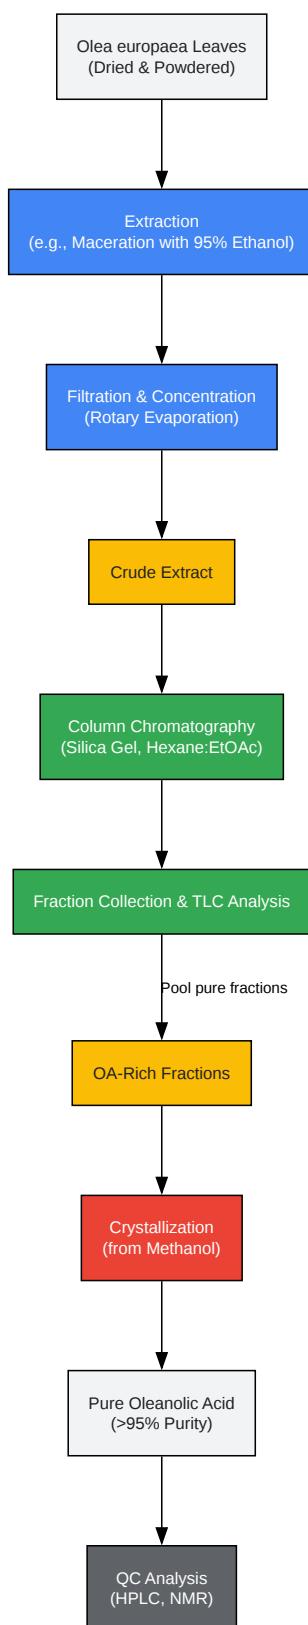 Olea europaea Leaves
(Dried & Powdered)
Extraction
(e.g., Maceration with 95% Ethanol)
Filtration & Concentration
(Rotary Evaporation)
Crude Extract
Column Chromatography
(Silica Gel, Hexane:EtOAc)
Fraction Collection & TLC Analysis
Pool pure fractions
OA-Rich Fractions
Crystallization
(from Methanol)
Pure Oleanolic Acid
(>95% Purity)
QC Analysis
(HPLC, NMR)